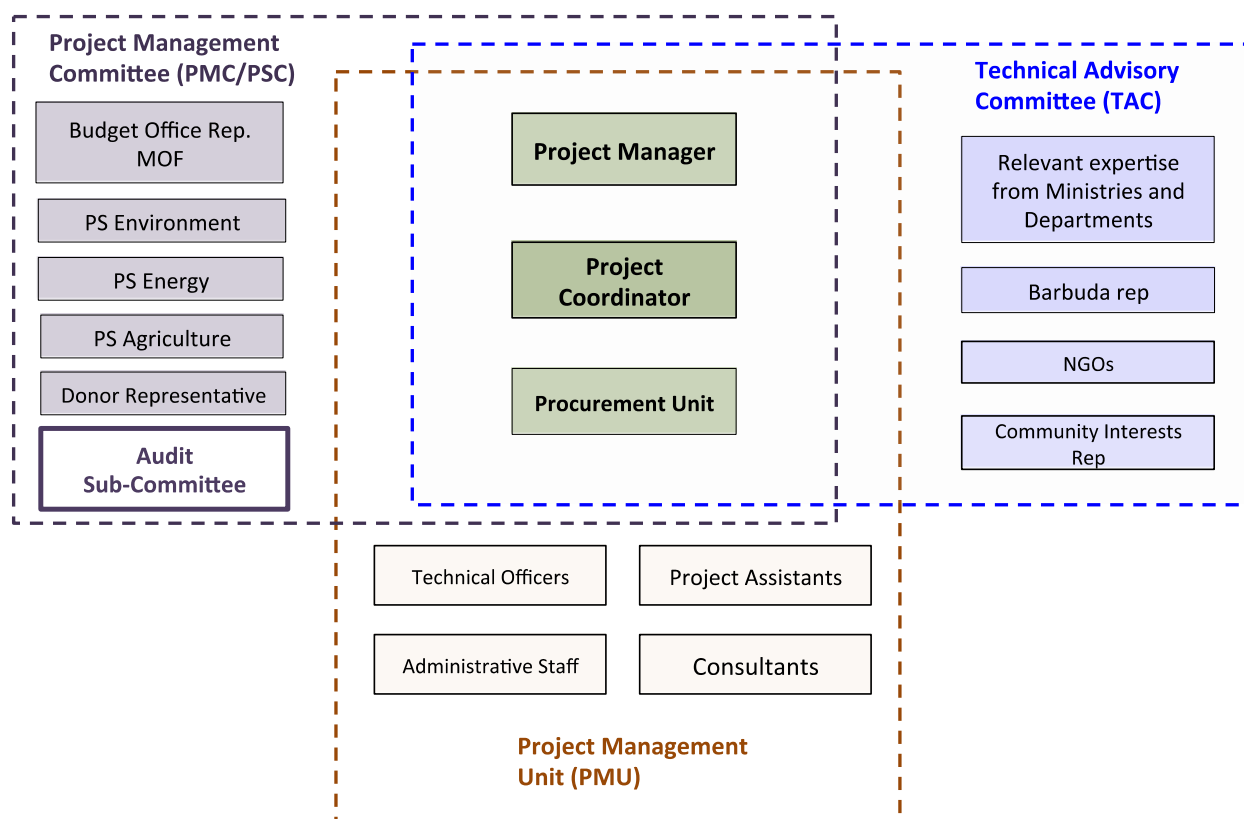 Project Management
Committee (PMC/PSC)
Budget Office Rep.
MOF
PS Environment
PS Energy
PS Agriculture
Donor Representative
Audit
Sub-Committee
Project Manager
Project
Coordinator
Procurement Unit
Technical Advisory
Committee (TAC)
Relevant expertise
from Ministries and
Departments
Barbuda rep
NGOs
Community Interests
Rep
Technical Officers
Project Assistants
Administrative Staff
Consultants
Project Management
Unit (PMU)